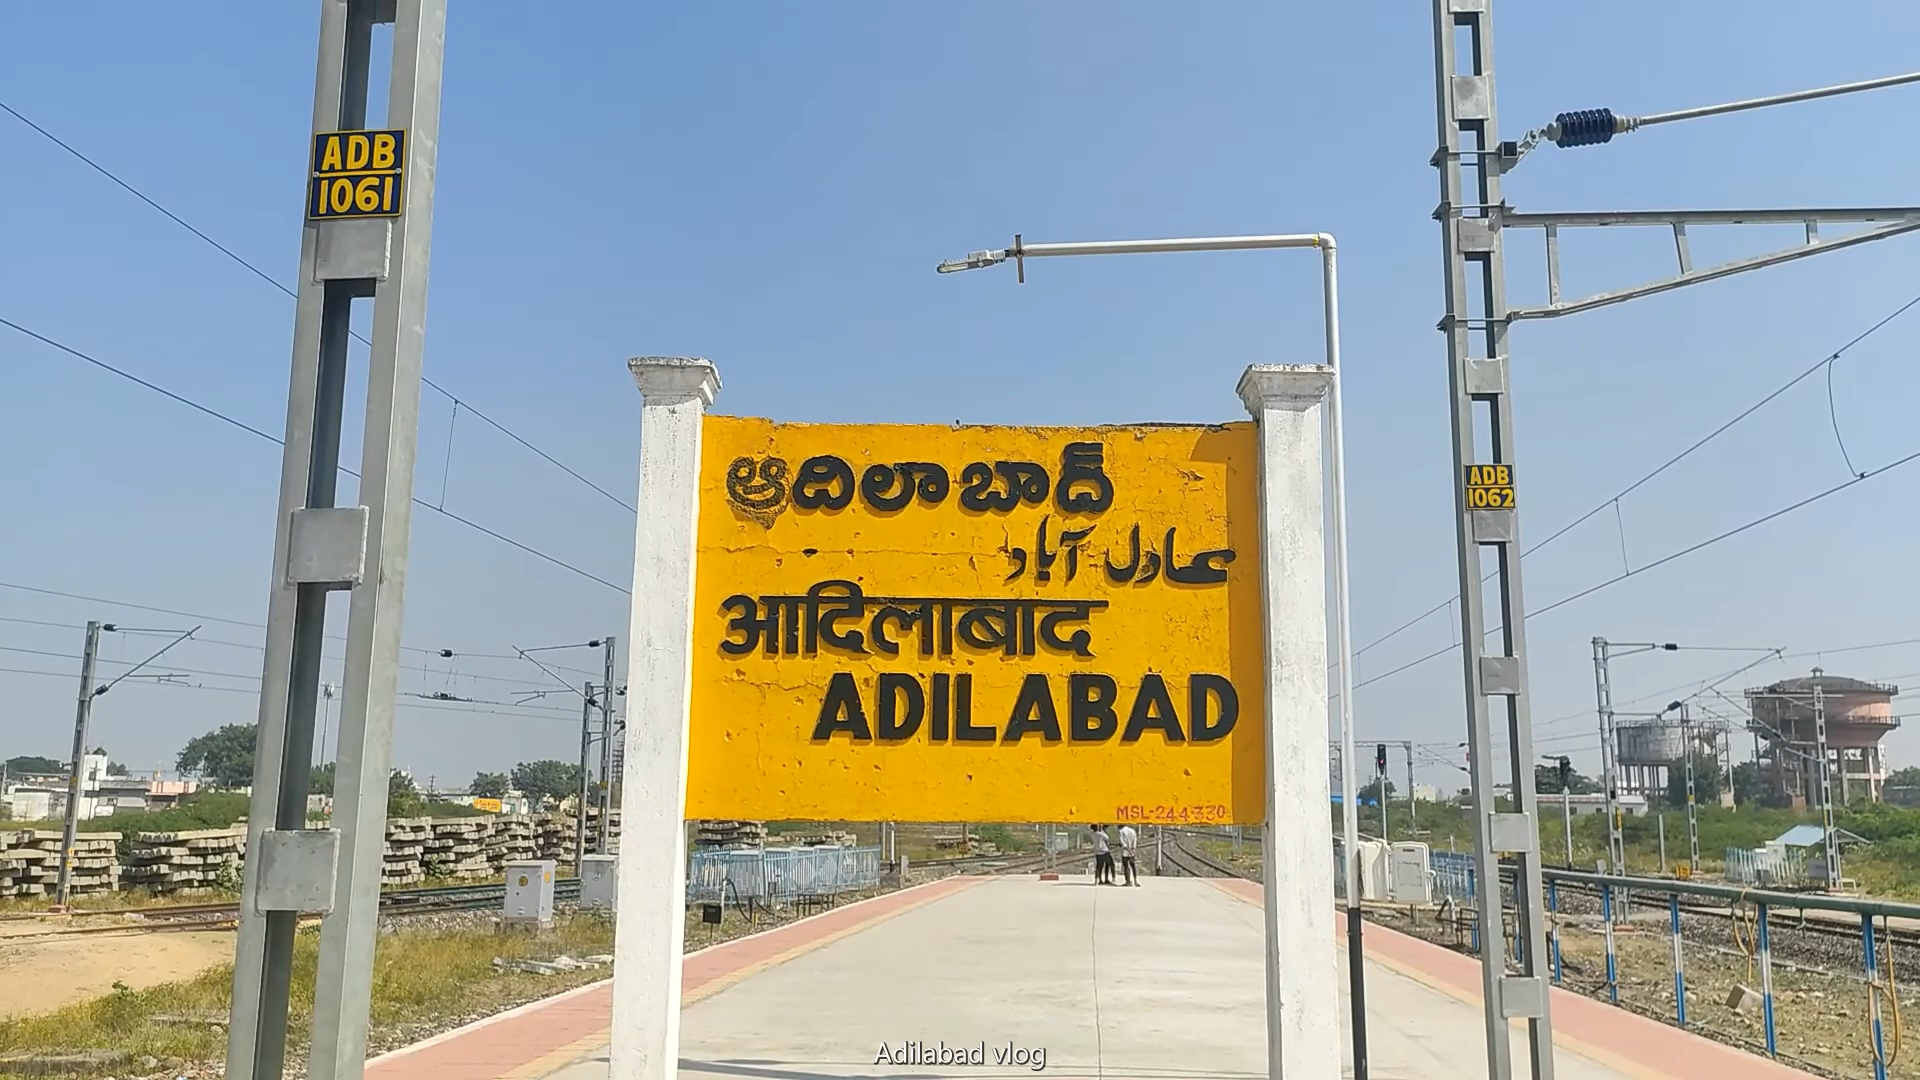 ADB
1061
ADB
1062
ఆదిలాబాద్
عادل آباد
आदिलाबाद
ADILABAD
MSL-244.330
Adilabad vlog